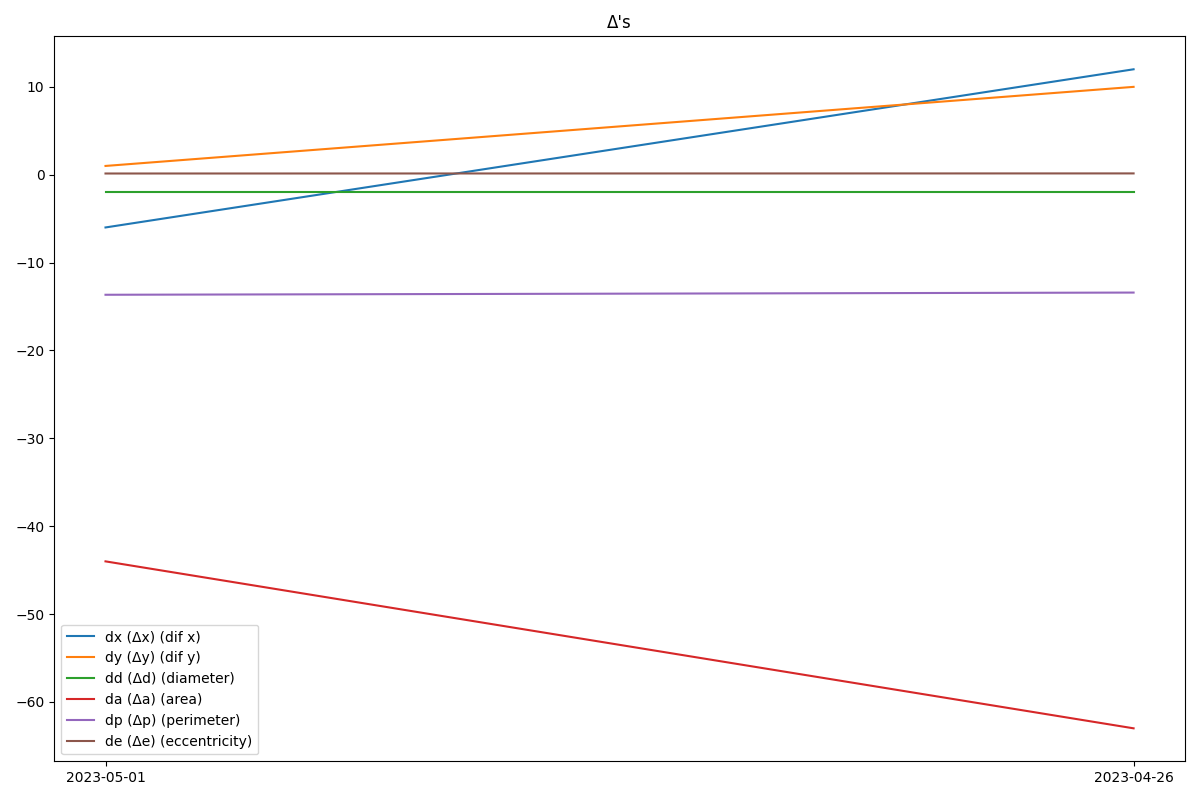 Δ's
10
0
−10
−20
−30
−40
−50
−60
dx (Δx) (dif x)
dy (Δy) (dif y)
dd (Δd) (diameter)
da (Δa) (area)
dp (Δp) (perimeter)
de (Δe) (eccentricity)
2023-05-01
2023-04-26